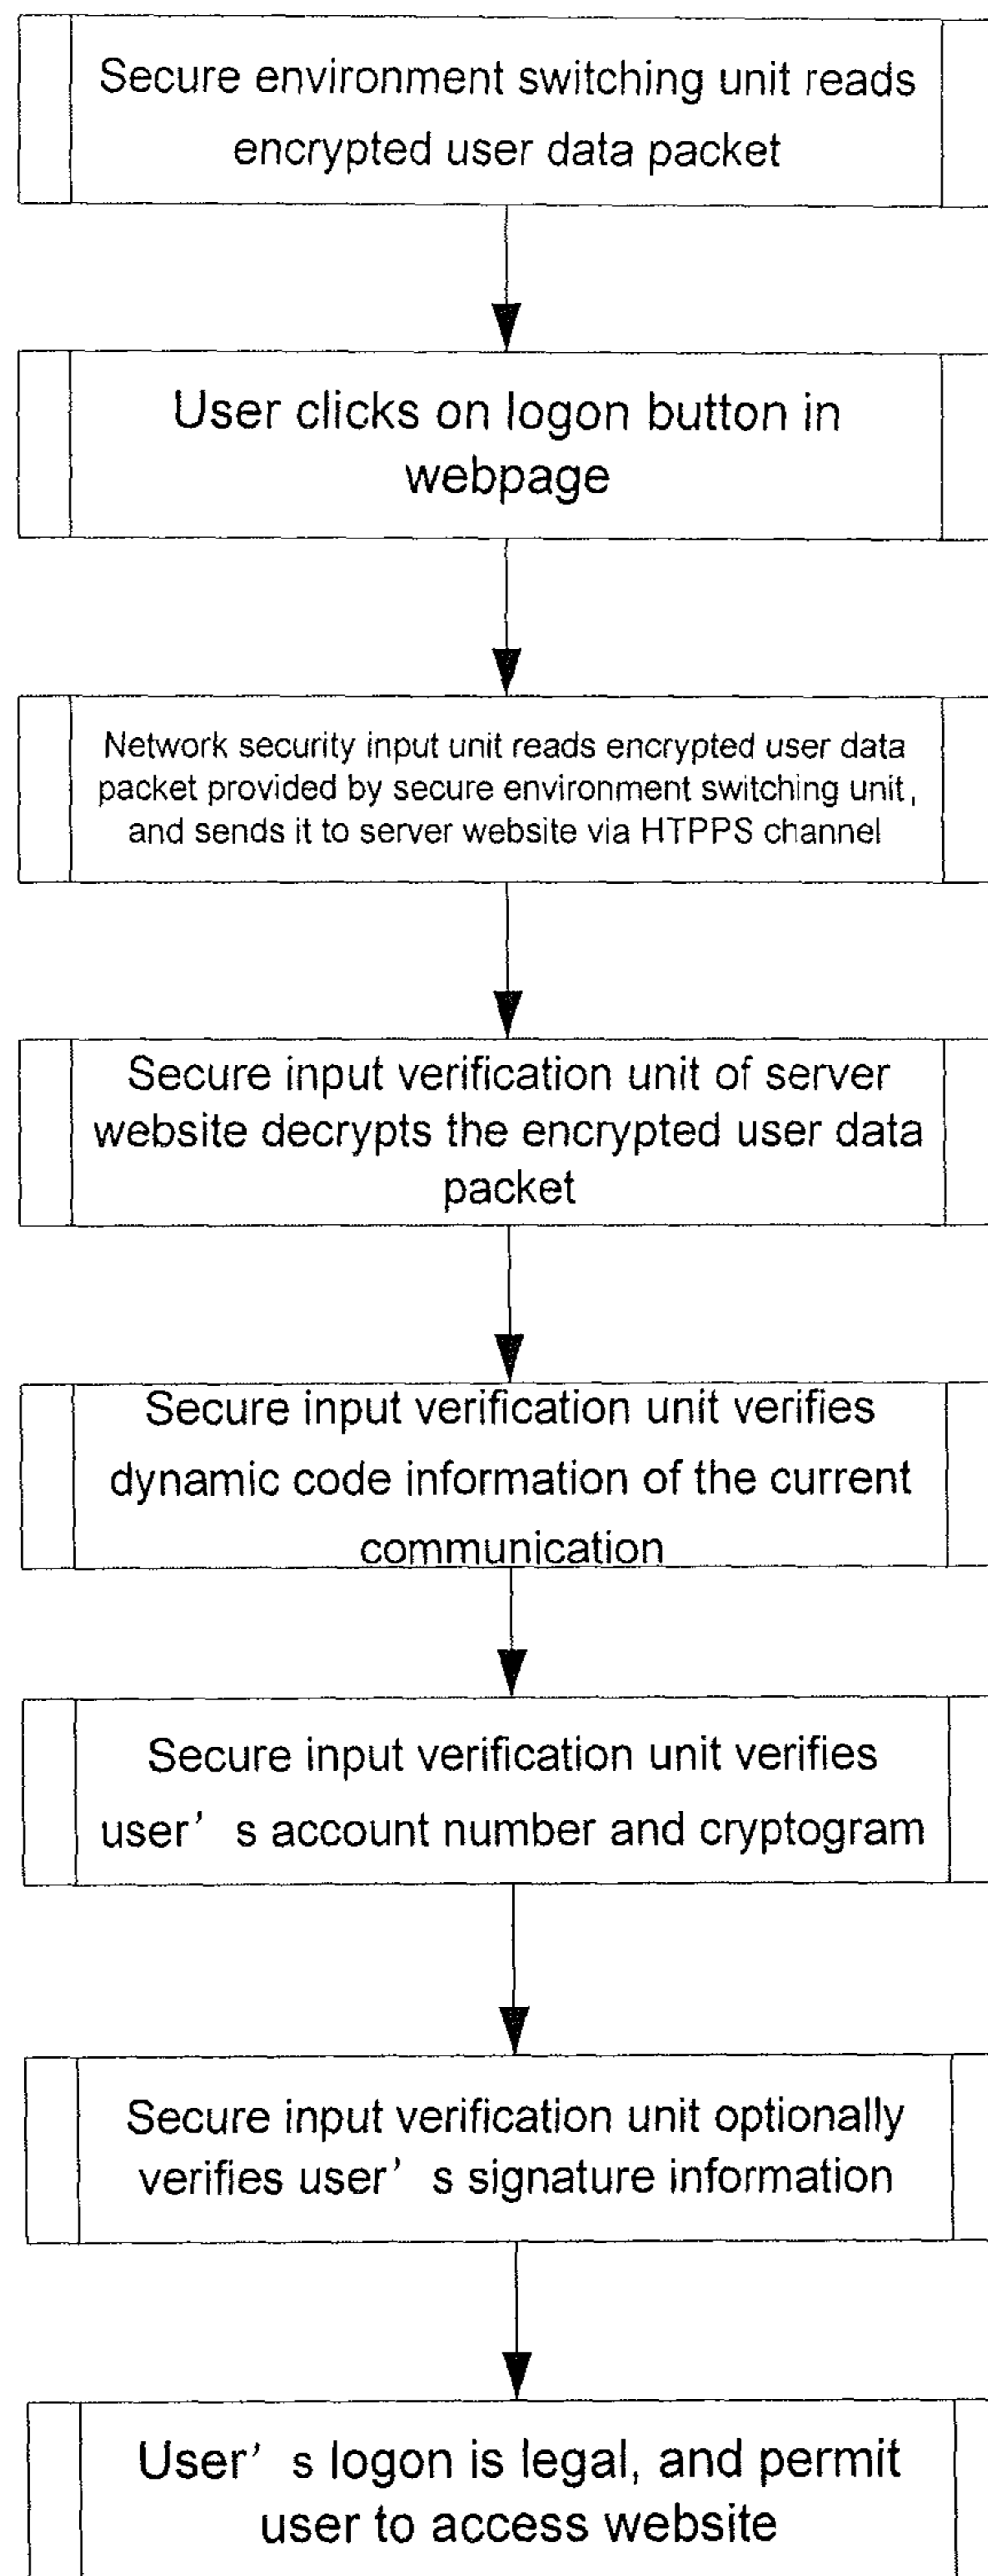 Secure environment switching unit reads
encrypted user data packet
User clicks on logon button in
webpage
Network security input unit reads encrypted user data
packet provided by secure environment switching unit,
and sends it to server website via HTPPS channel
Secure input verification unit of server
website decrypts the encrypted user data
packet
Secure input verification unit verifies
dynamic code information of the current
communication
Secure input verification unit verifies
user’ s account number and cryptogram
Secure input verification unit optionally
verifies user’ s signature information
User’ s logon is legal, and permit
user to access website